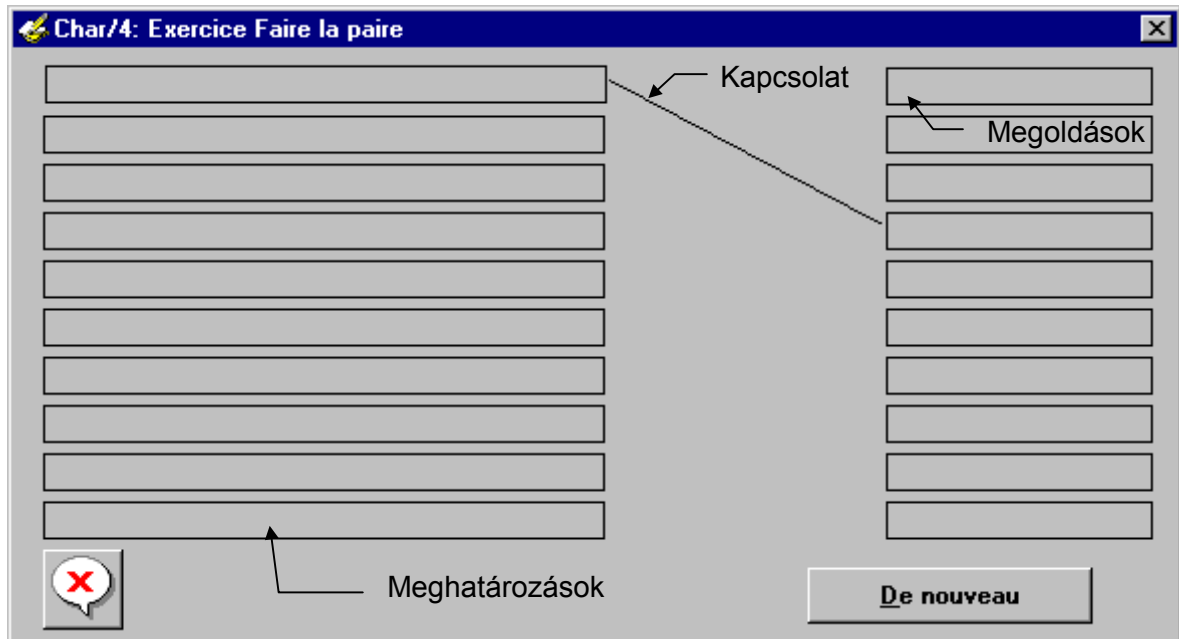 Char/4: Exercice Faire la paire
Kapcsolat
Megoldások
Meghatározások
De nouveau